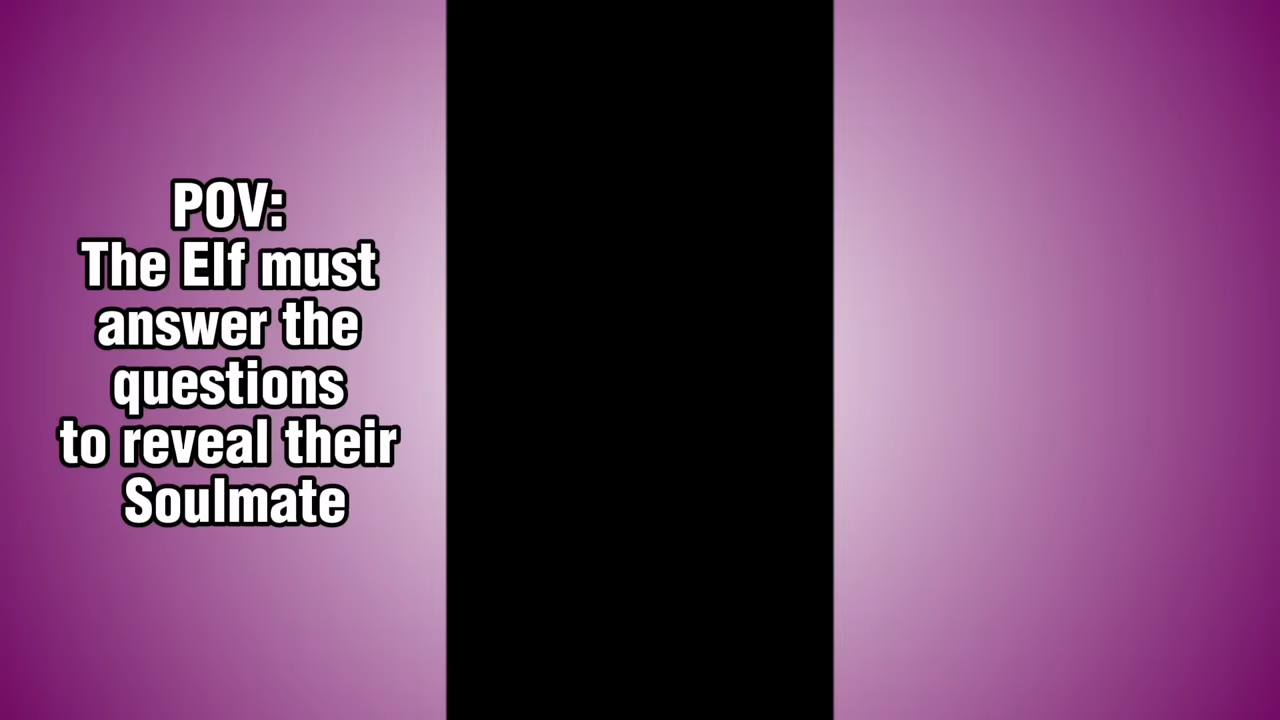 POV:
The Elf must
answer the
questions
to reveal their
Soulmate